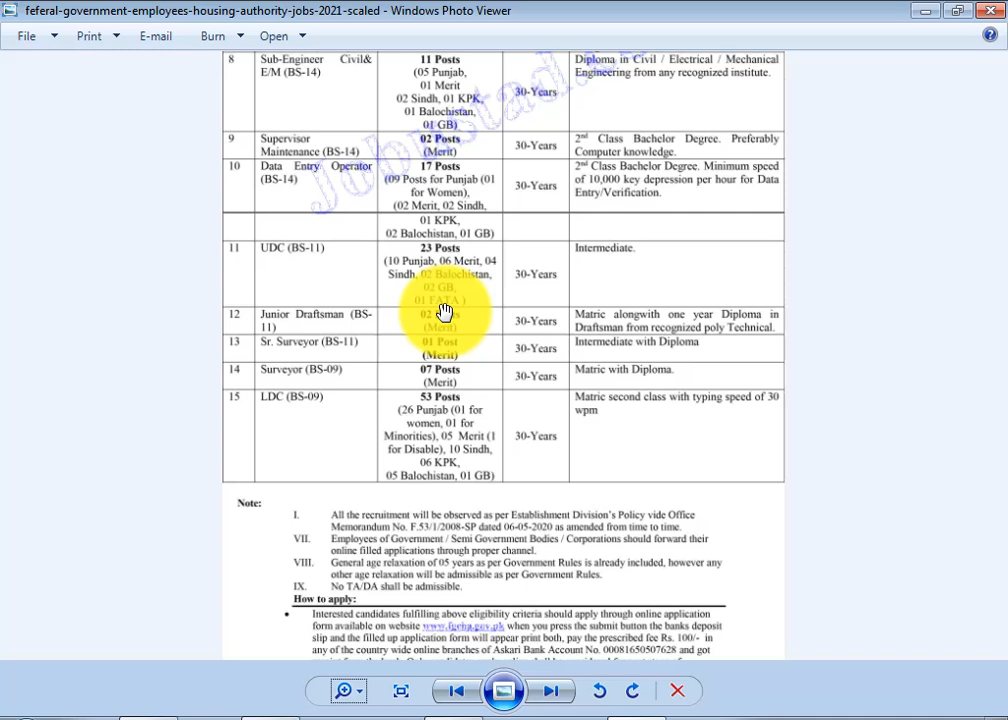 feferal-government-employees-housing-authority-jobs-2021-scaled - Windows Photo Viewer
File Print E-mail Burn Open
8 Sub-Engineer Civil& E/M (BS-14) 11 Posts (05 Punjab, 01 Merit 02 Sindh, 01 KPK, 01 Balochistan, 01 GB) 30-Years Diploma in Civil / Electrical / Mechanical Engineering from any recognized institute.
9 Supervisor Maintenance (BS-14) 02 Posts (Merit) 30-Years 2nd Class Bachelor Degree. Preferably Computer knowledge.
10 Data Entry Operator (BS-14) 17 Posts (09 Posts for Punjab (01 for Women), (02 Merit, 02 Sindh, 01 KPK, 02 Balochistan, 01 GB) 30-Years 2nd Class Bachelor Degree. Minimum speed of 10,000 key depression per hour for Data Entry/Verification.
11 UDC (BS-11) 23 Posts (10 Punjab, 06 Merit, 04 Sindh, 02 Balochistan, 02 GB, 01 FATA ) 30-Years Intermediate.
12 Junior Draftsman (BS-11) 02 Posts (Merit) 30-Years Matric alongwith one year Diploma in Draftsman from recognized poly Technical.
13 Sr. Surveyor (BS-11) 01 Post (Merit) 30-Years Intermediate with Diploma
14 Surveyor (BS-09) 07 Posts (Merit) 30-Years Matric with Diploma.
15 LDC (BS-09) 53 Posts (26 Punjab (01 for women, 01 for Minorities), 05 Merit (1 for Disable), 10 Sindh, 06 KPK, 05 Balochistan, 01 GB) 30-Years Matric second class with typing speed of 30 wpm
Note:
I. All the recruitment will be observed as per Establishment Division's Policy vide Office
Memorandum No. F.53/1/2008-SP dated 06-05-2020 as amended from time to time.
VII. Employees of Government / Semi Government Bodies / Corporations should forward their
online filled applications through proper channel.
VIII. General age relaxation of 05 years as per Government Rules is already included, however any
other age relaxation will be admissible as per Government Rules.
IX. No TA/DA shall be admissible.
How to apply:
• Interested candidates fulfilling above eligibility criteria should apply through online application
form available on website www.fgeha.gov.pk when you press the submit button the banks deposit
slip and the filled up application form will appear print both, pay the prescribed fee Rs. 100/- in
any of the country wide online branches of Askari Bank Account No. 00081650507628 and got